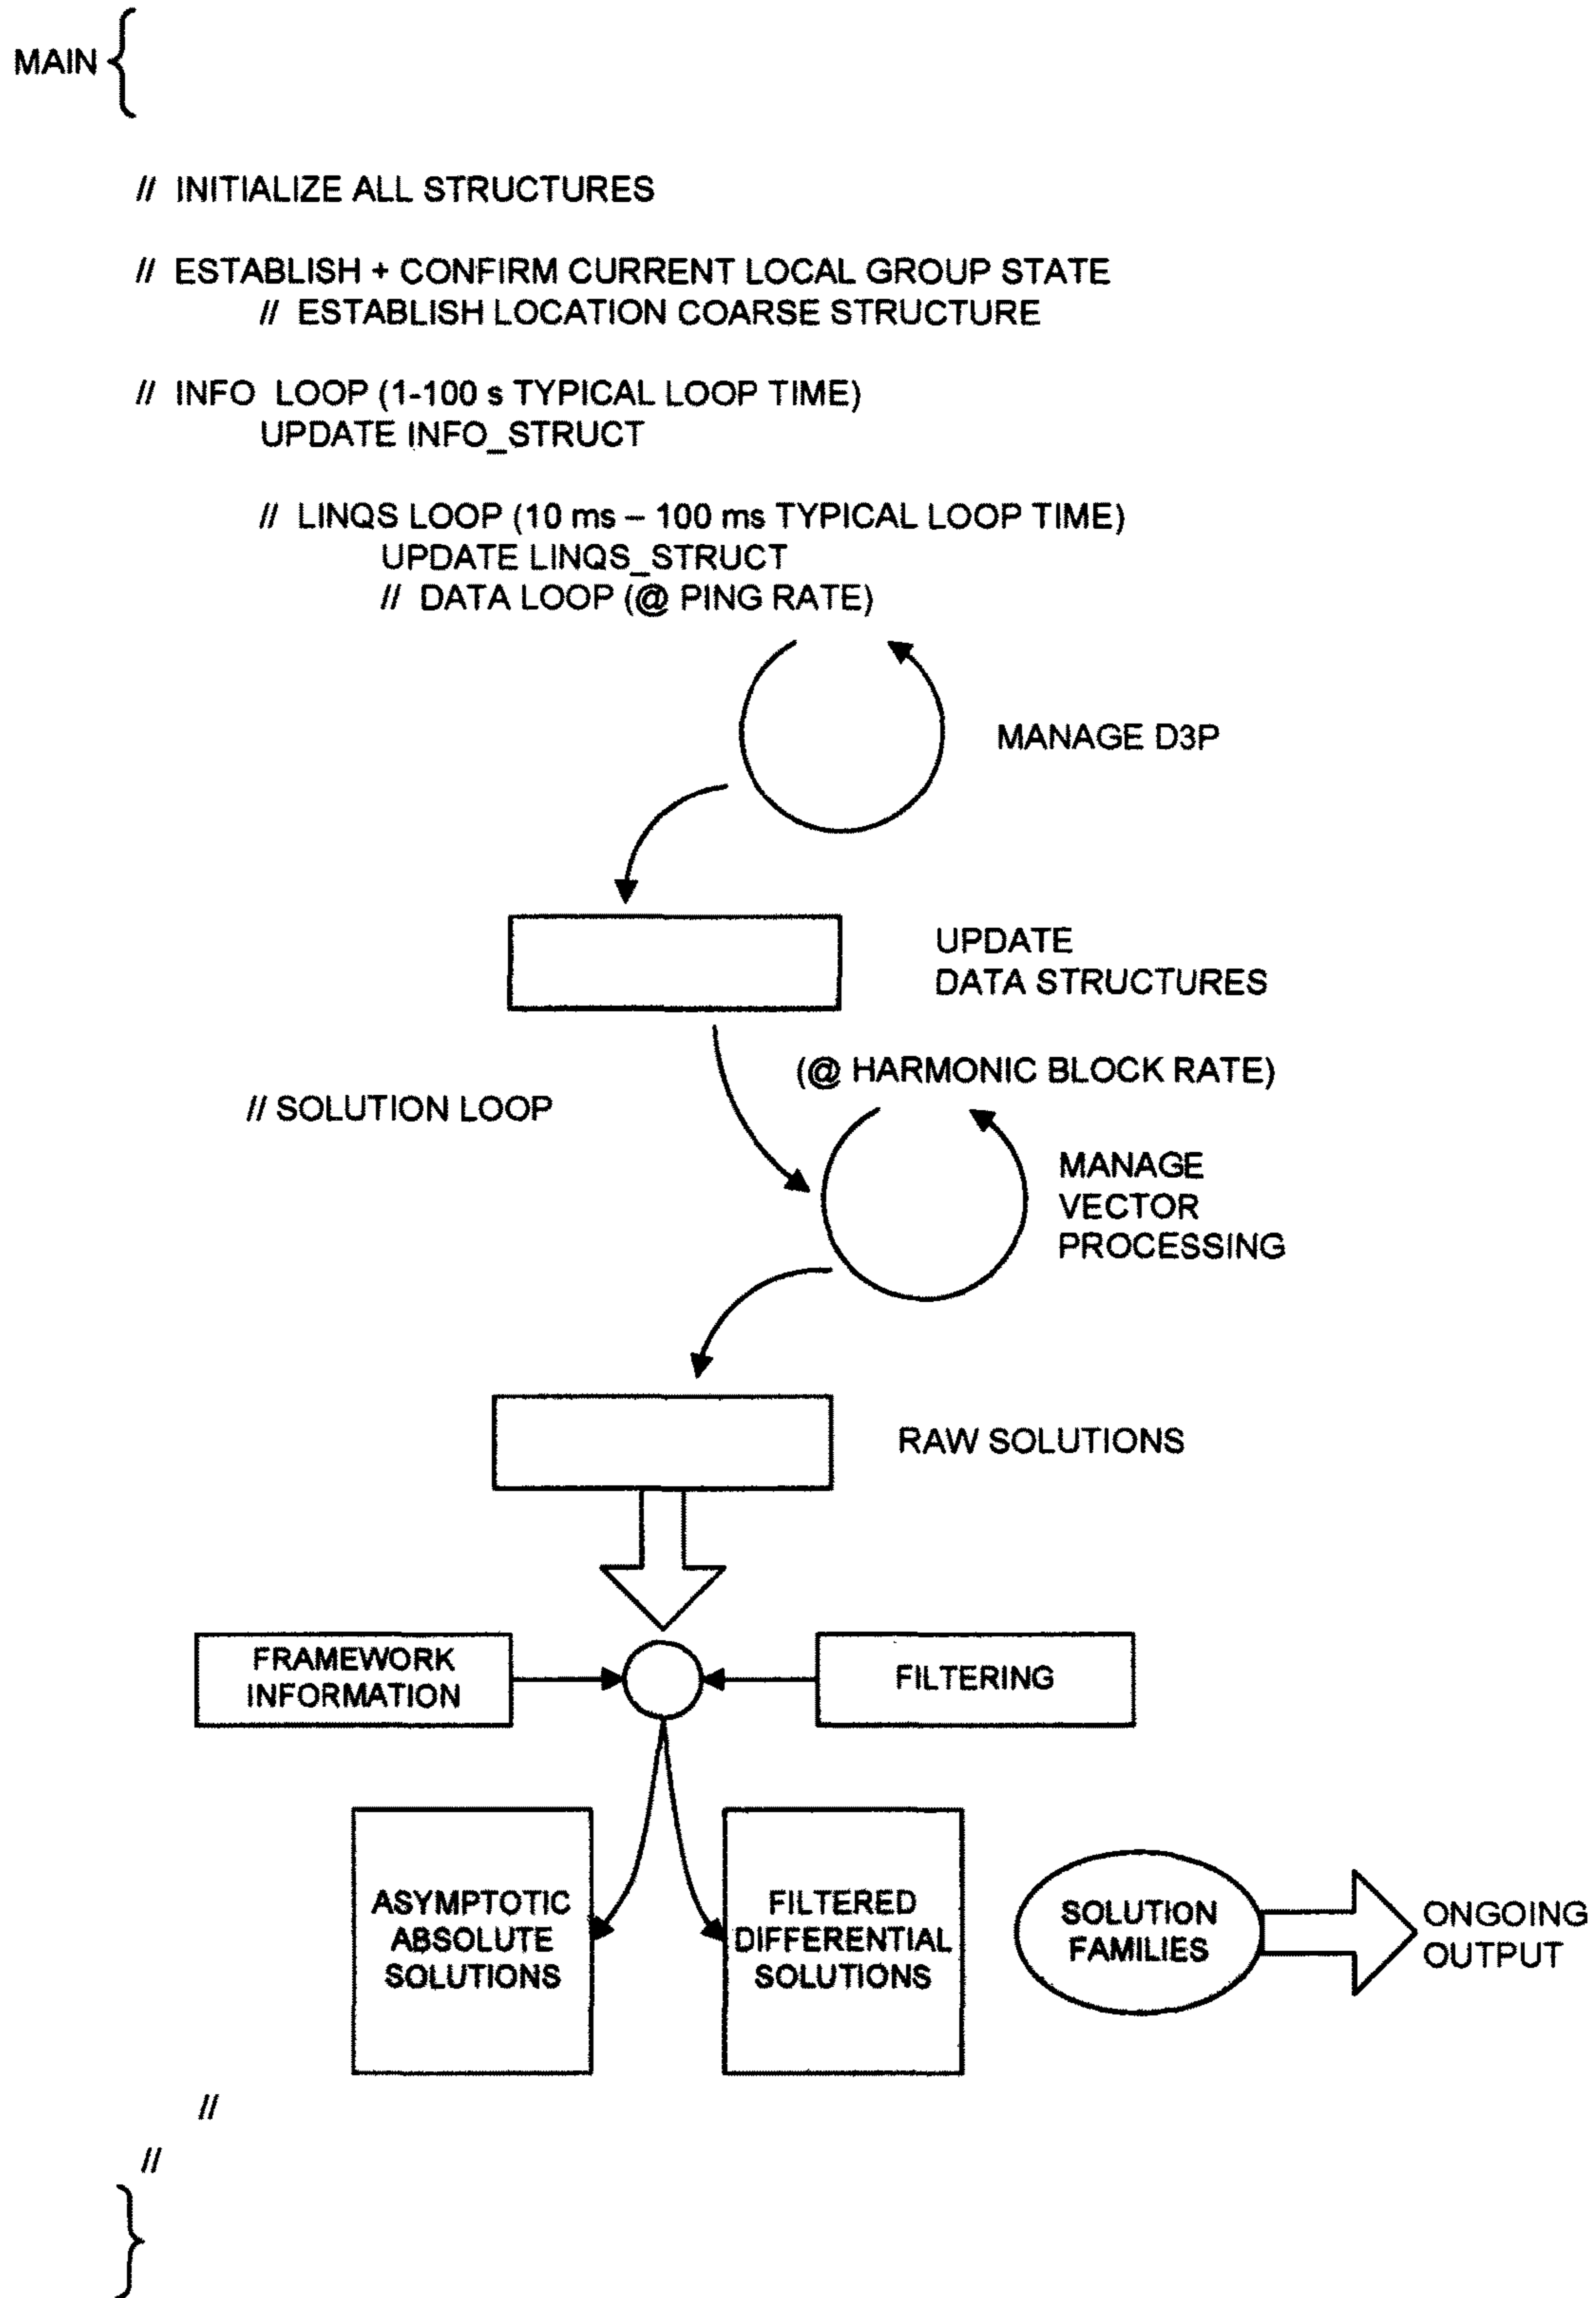 MAIN {
// INITIALIZE ALL STRUCTURES
// ESTABLISH + CONFIRM CURRENT LOCAL GROUP STATE
// ESTABLISH LOCATION COARSE STRUCTURE
// INFO LOOP (1-100 s TYPICAL LOOP TIME)
UPDATE INFO_STRUCT
// LINQS LOOP (10 ms – 100 ms TYPICAL LOOP TIME)
UPDATE LINQS_STRUCT
// DATA LOOP (@ PING RATE)
MANAGE D3P
UPDATE
DATA STRUCTURES
(@ HARMONIC BLOCK RATE)
// SOLUTION LOOP
MANAGE
VECTOR
PROCESSING
RAW SOLUTIONS
FRAMEWORK
INFORMATION
FILTERING
ASYMPTOTIC
ABSOLUTE
SOLUTIONS
FILTERED
DIFFERENTIAL
SOLUTIONS
SOLUTION
FAMILIES
ONGOING
OUTPUT
//
//
}